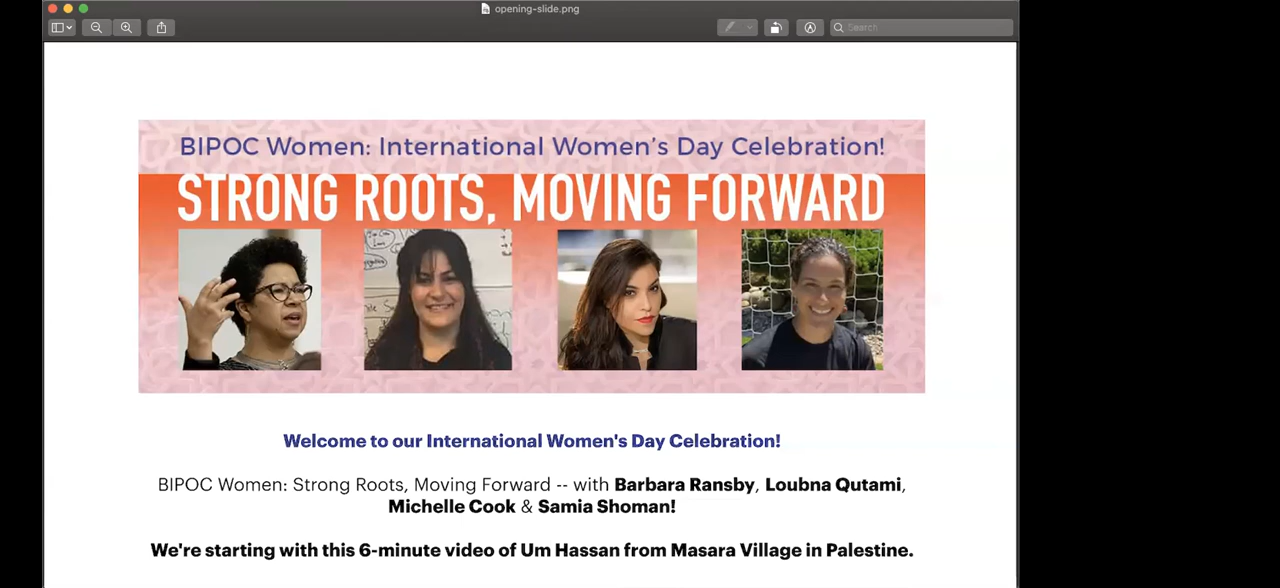 opening-slide.png
Search
BIPOC Women: International Women's Day Celebration!
STRONG ROOTS, MOVING FORWARD
Welcome to our International Women's Day Celebration!
BIPOC Women: Strong Roots, Moving Forward -- with Barbara Ransby, Loubna Qutami,
Michelle Cook & Samia Shoman!
We're starting with this 6-minute video of Um Hassan from Masara Village in Palestine.